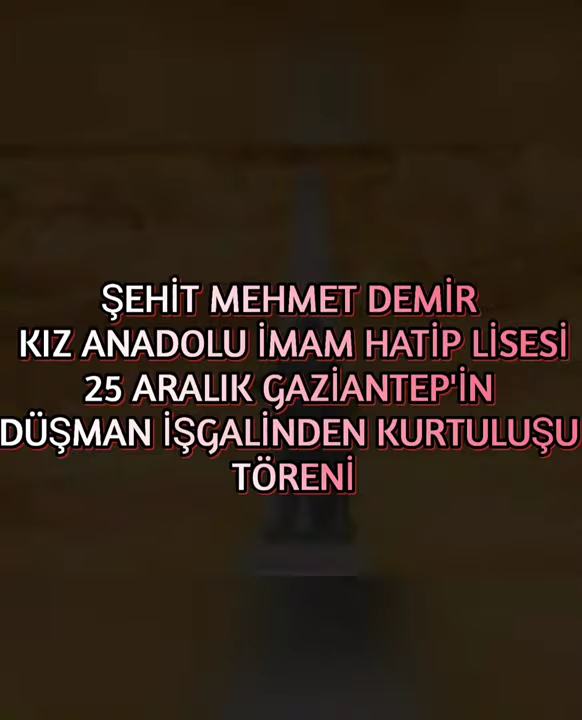 ŞEHİT MEHMET DEMİR
KIZ ANADOLU İMAM HATİP LİSESİ
25 ARALIK GAZİANTEP'İN
DÜŞMAN İŞGALİNDEN KURTULUŞU
TÖRENİ